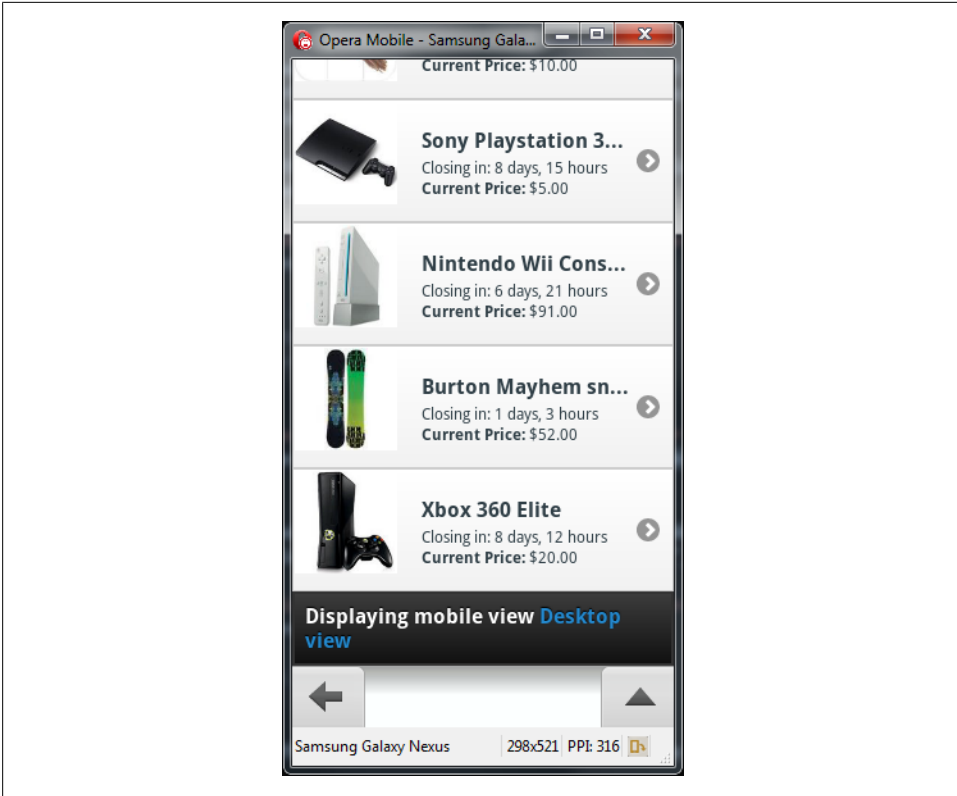 Opera Mobile - Samsung Gala...
Current Price: $10.00
Sony Playstation 3...
Closing in: 8 days, 15 hours
Current Price: $5.00
Nintendo Wii Cons...
Closing in: 6 days, 21 hours
Current Price: $91.00
Burton Mayhem sn...
Closing in: 1 days, 3 hours
Current Price: $52.00
Xbox 360 Elite
Closing in: 8 days, 12 hours
Current Price: $20.00
Displaying mobile view Desktop
view
Samsung Galaxy Nexus 298x521 PPI: 316